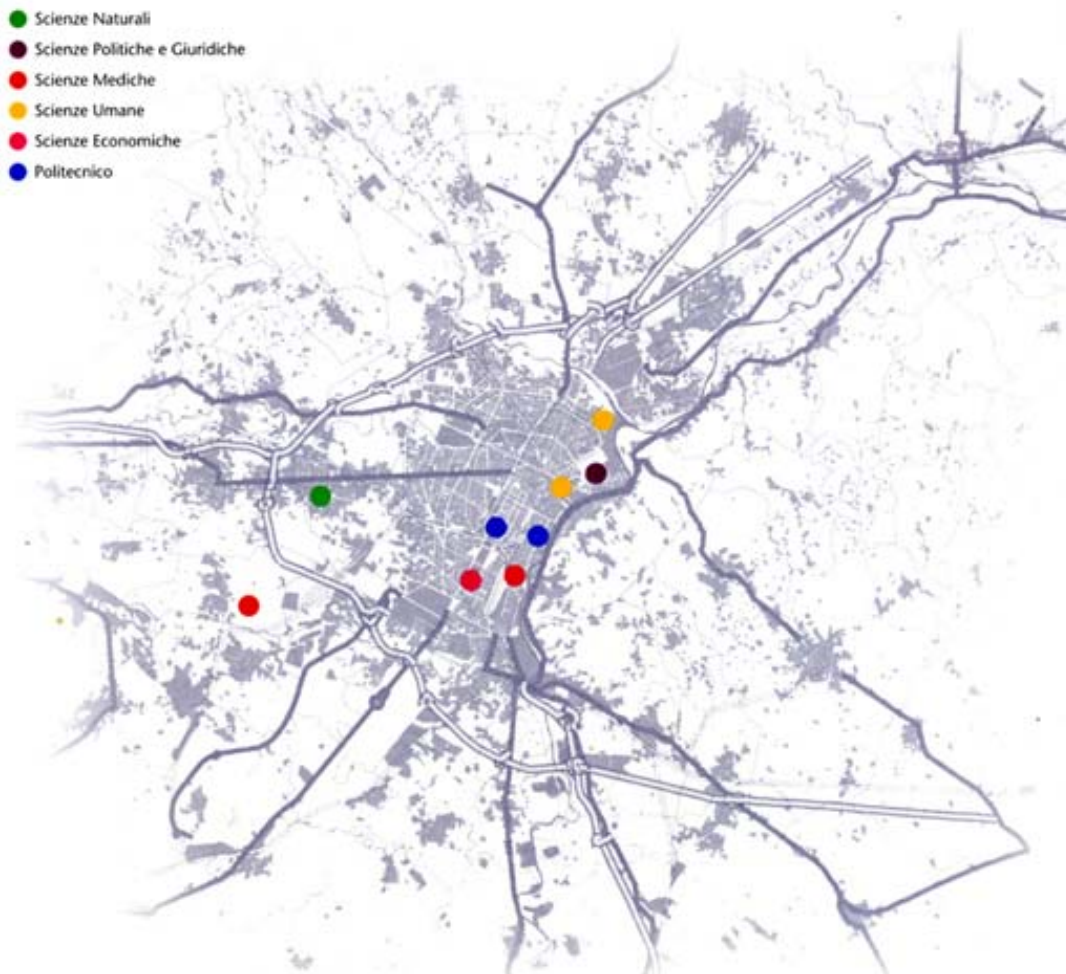 Scienze Naturali
Scienze Politiche e Giuridiche
Scienze Mediche
Scienze Umane
Scienze Economiche
Politecnico